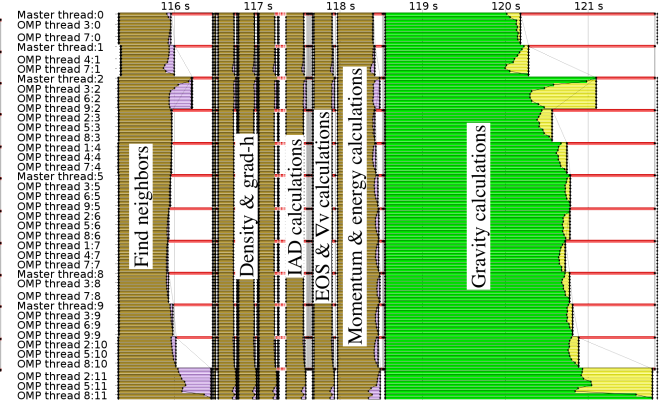 116 s 117 s 118 s 119 s 120 s 121 s
Master thread:0
OMP thread 3:0
OMP thread 7:0
Master thread:1
OMP thread 4:1
OMP thread 7:1
Master thread:2
OMP thread 3:2
OMP thread 6:2
OMP thread 9:2
OMP thread 2:3
OMP thread 5:3
OMP thread 8:3
OMP thread 1:4
OMP thread 4:4
OMP thread 7:4
Master thread:5
OMP thread 3:5
OMP thread 6:5
OMP thread 9:5
OMP thread 2:6
OMP thread 5:6
OMP thread 8:6
OMP thread 1:7
OMP thread 4:7
OMP thread 7:7
Master thread:8
OMP thread 3:8
OMP thread 7:8
Master thread:9
OMP thread 3:9
OMP thread 6:9
OMP thread 9:9
OMP thread 2:10
OMP thread 5:10
OMP thread 8:10
OMP thread 2:11
OMP thread 5:11
OMP thread 8:11
Find neighbors
Density & grad-h
IAD calculations
EOS & ∇v calculations
Momentum & energy calculations
Gravity calculations